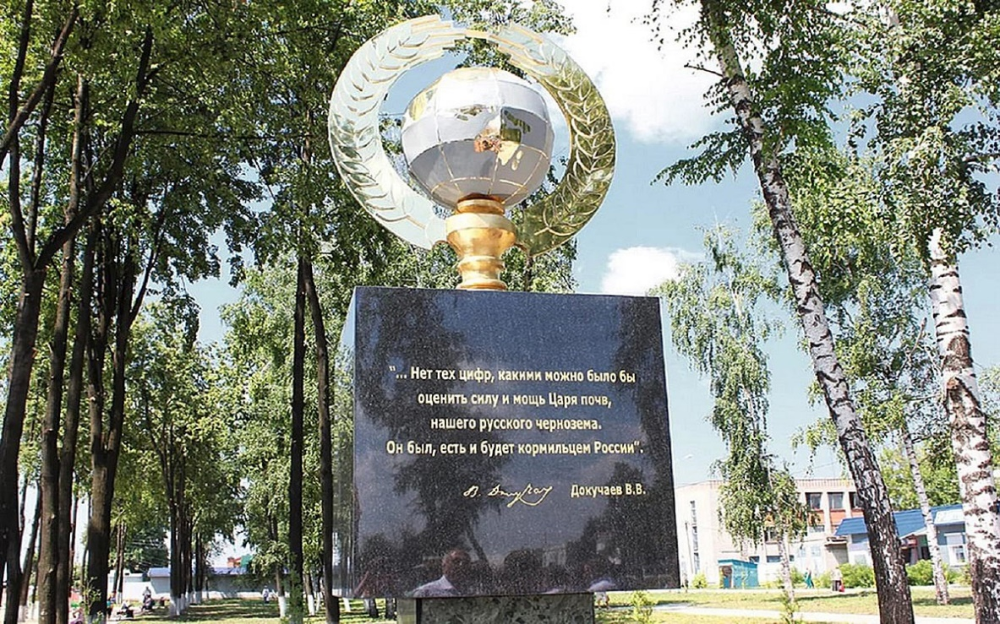 "... Нет тех цифр, какими можно было бы
оценить силу и мощь Царя почв,
нашего русского чернозема.
Он был, есть и будет кормильцем России".
В. Докучаев Докучаев В.В.